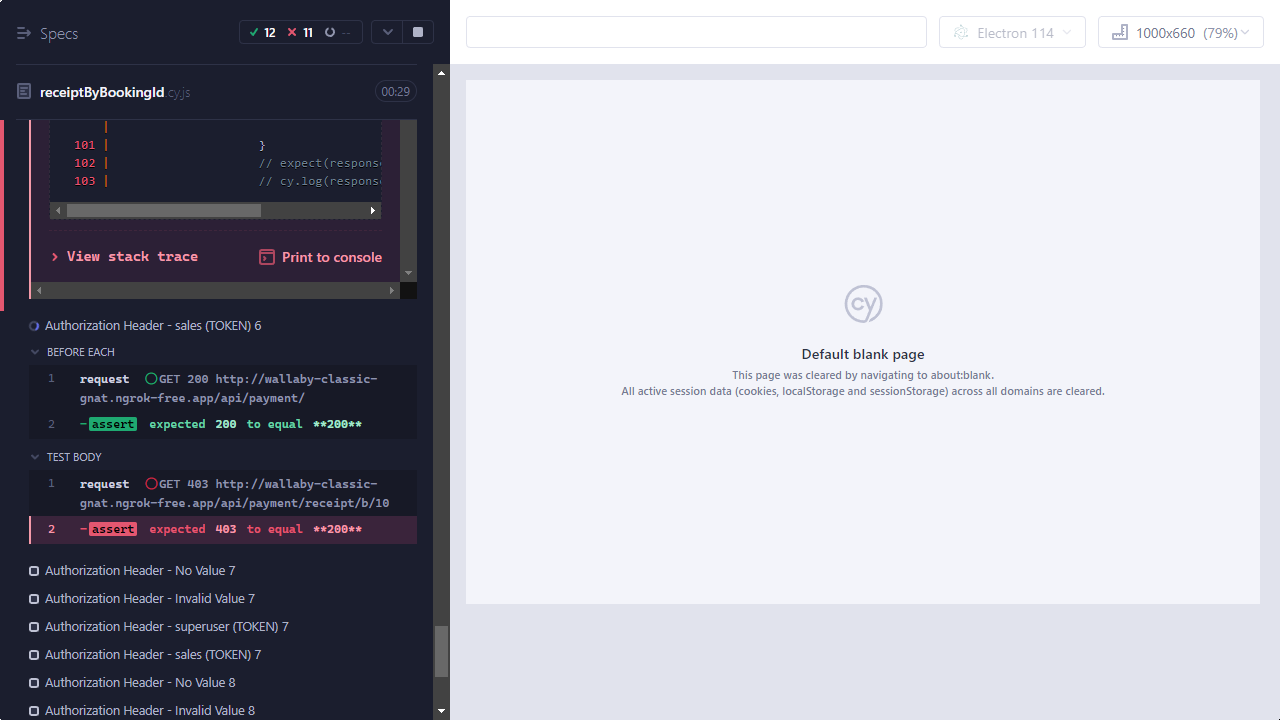 Specs
12 11 --
Electron 114
1000x660 (79%)
receiptByBookingId.cy.js
00:29
|
101 | }
102 | // expect(response
103 | // cy.log(response
> View stack trace
Print to console
Authorization Header - sales (TOKEN) 6
BEFORE EACH
1 request GET 200 http://wallaby-classic-
gnat.ngrok-free.app/api/payment/
2 -assert expected 200 to equal **200**
TEST BODY
1 request GET 403 http://wallaby-classic-
gnat.ngrok-free.app/api/payment/receipt/b/10
2 -assert expected 403 to equal **200**
Authorization Header - No Value 7
Authorization Header - Invalid Value 7
Authorization Header - superuser (TOKEN) 7
Authorization Header - sales (TOKEN) 7
Authorization Header - No Value 8
Authorization Header - Invalid Value 8
cy
Default blank page
This page was cleared by navigating to about:blank.
All active session data (cookies, localStorage and sessionStorage) across all domains are cleared.